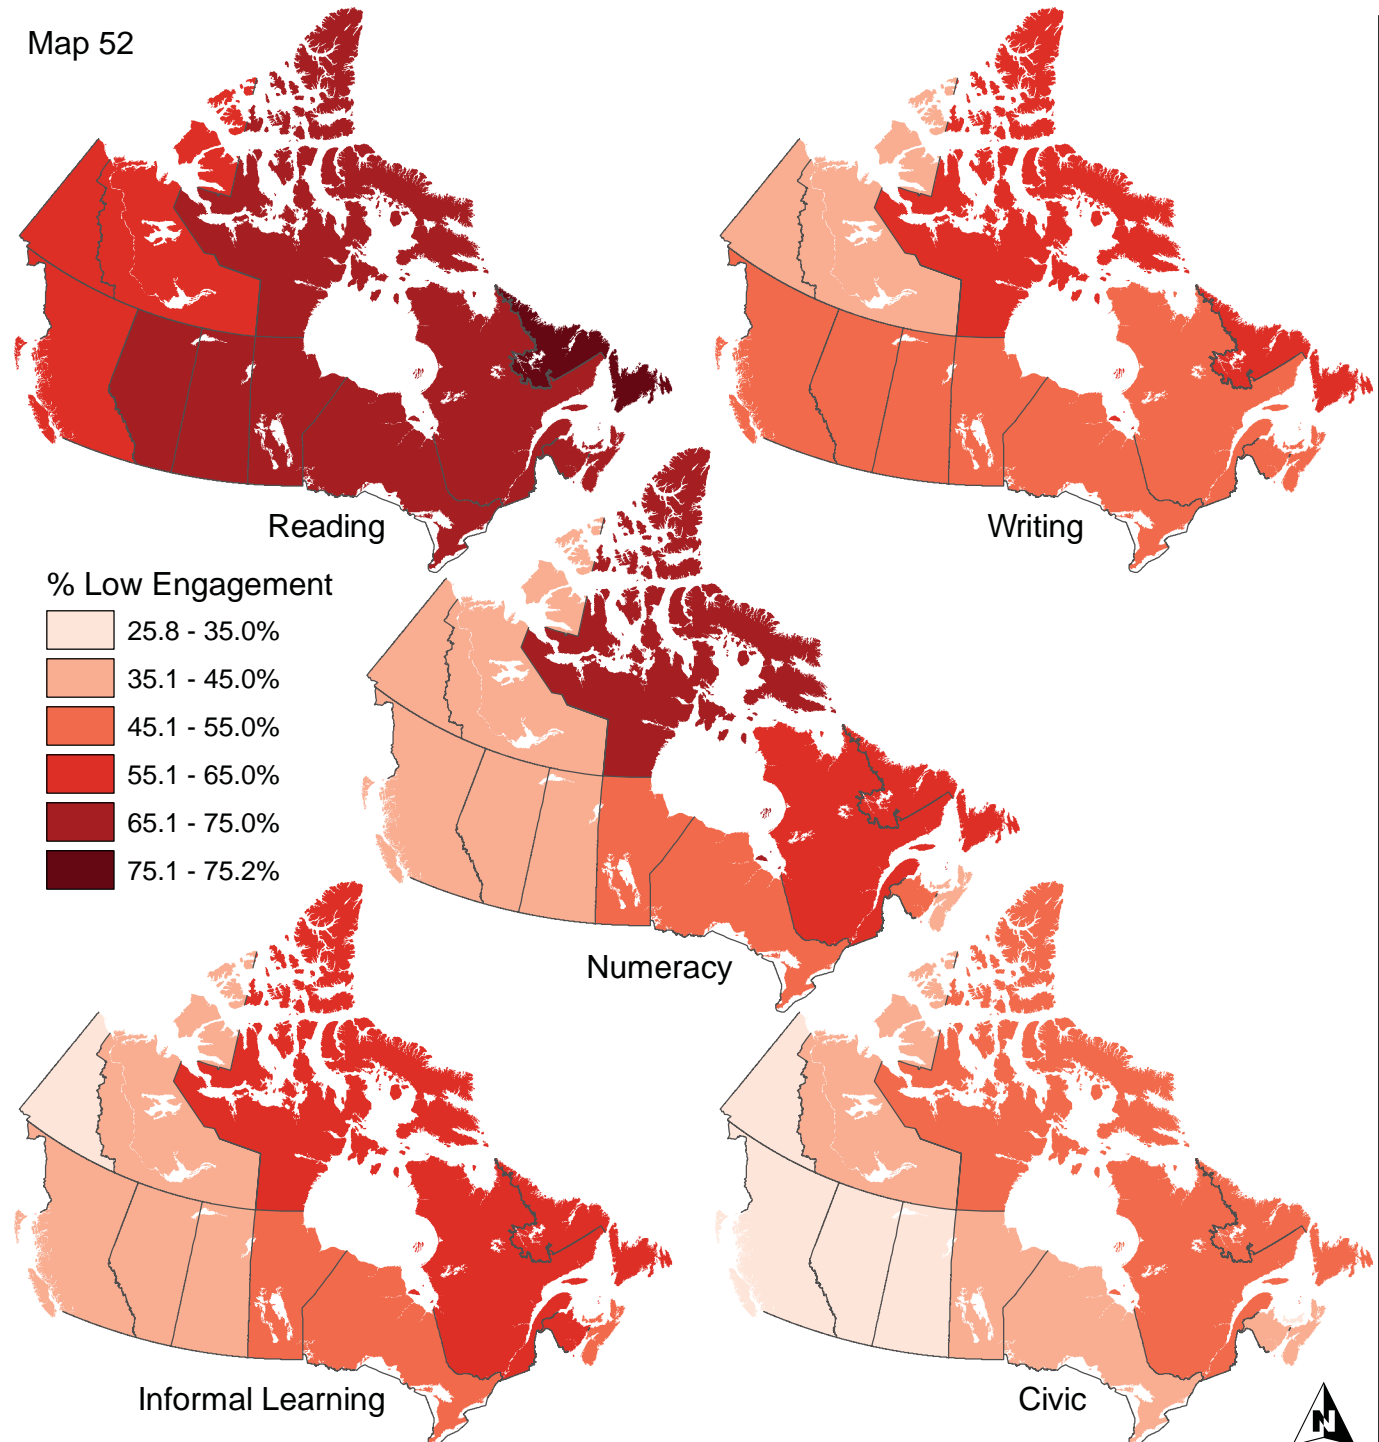 Map 52
Reading
Writing
% Low Engagement
25.8 - 35.0%
35.1 - 45.0%
45.1 - 55.0%
55.1 - 65.0%
65.1 - 75.0%
75.1 - 75.2%
Numeracy
Informal Learning
Civic
N